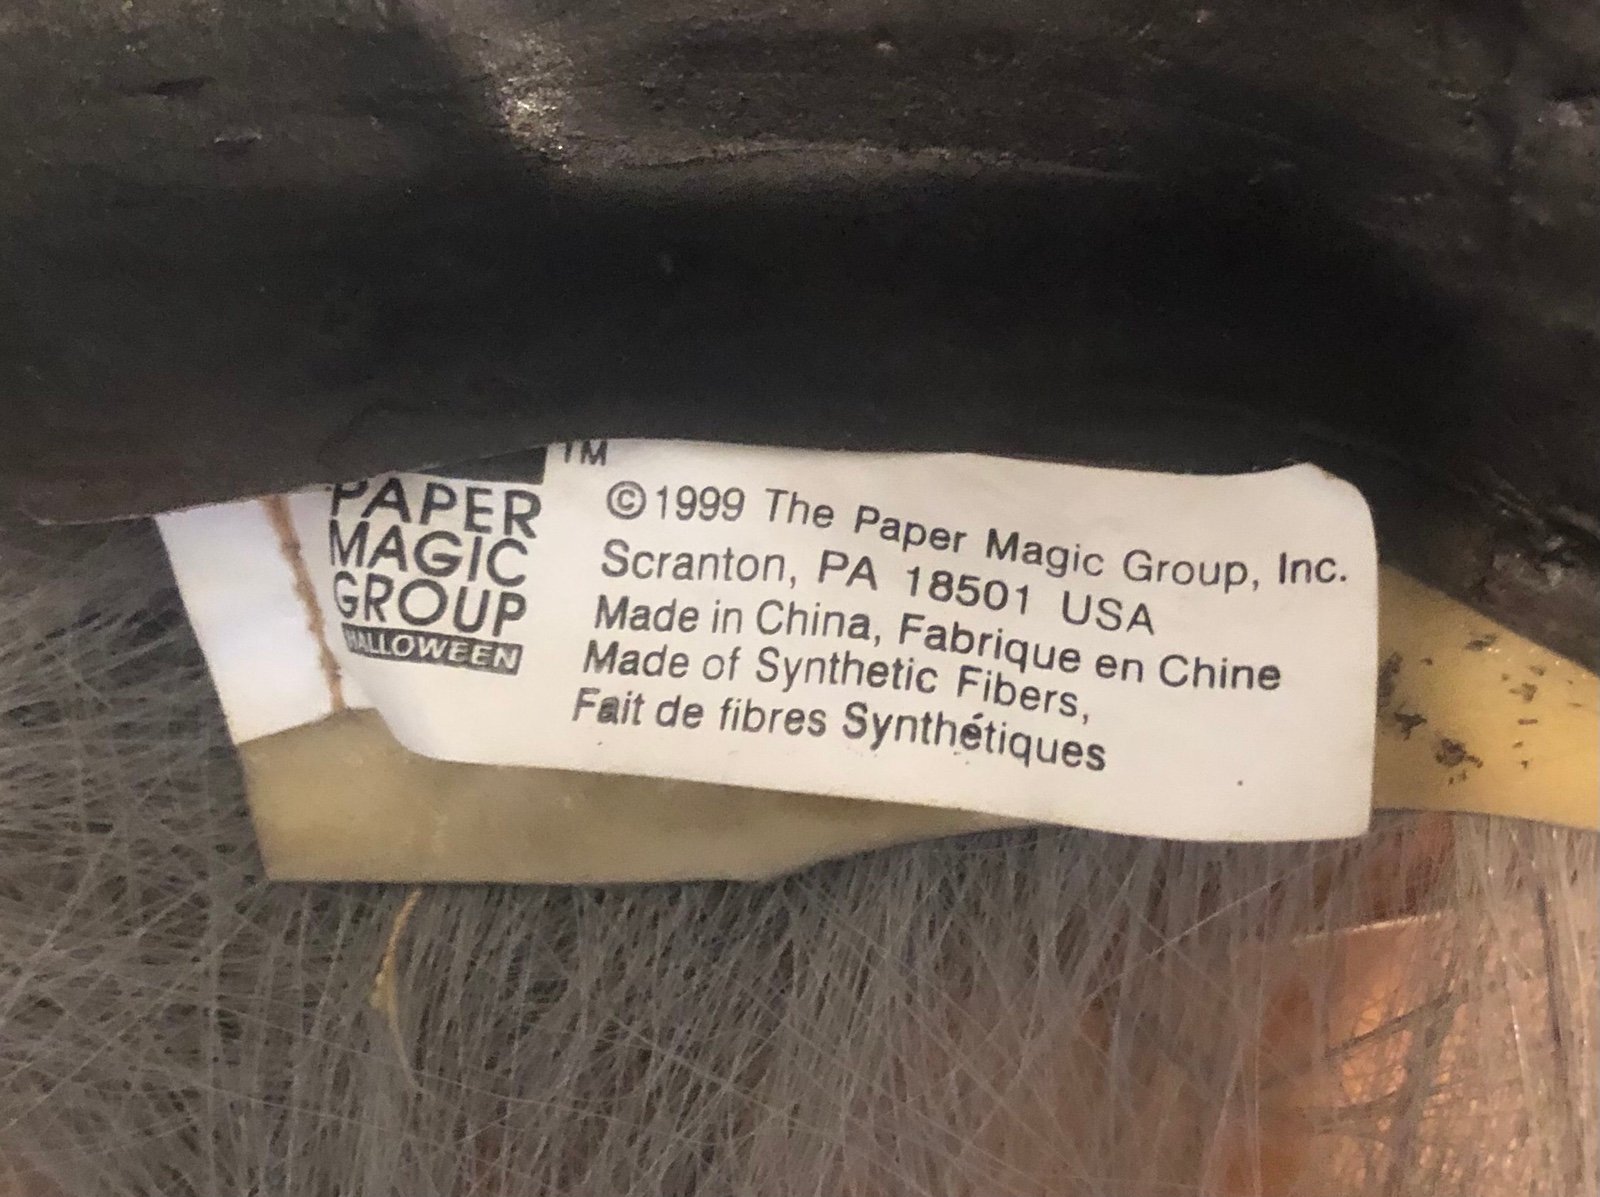 TM
PAPER
MAGIC
GROUP
HALLOWEEN
©1999 The Paper Magic Group, Inc.
Scranton, PA 18501 USA
Made in China, Fabrique en Chine
Made of Synthetic Fibers,
Fait de fibres Synthétiques